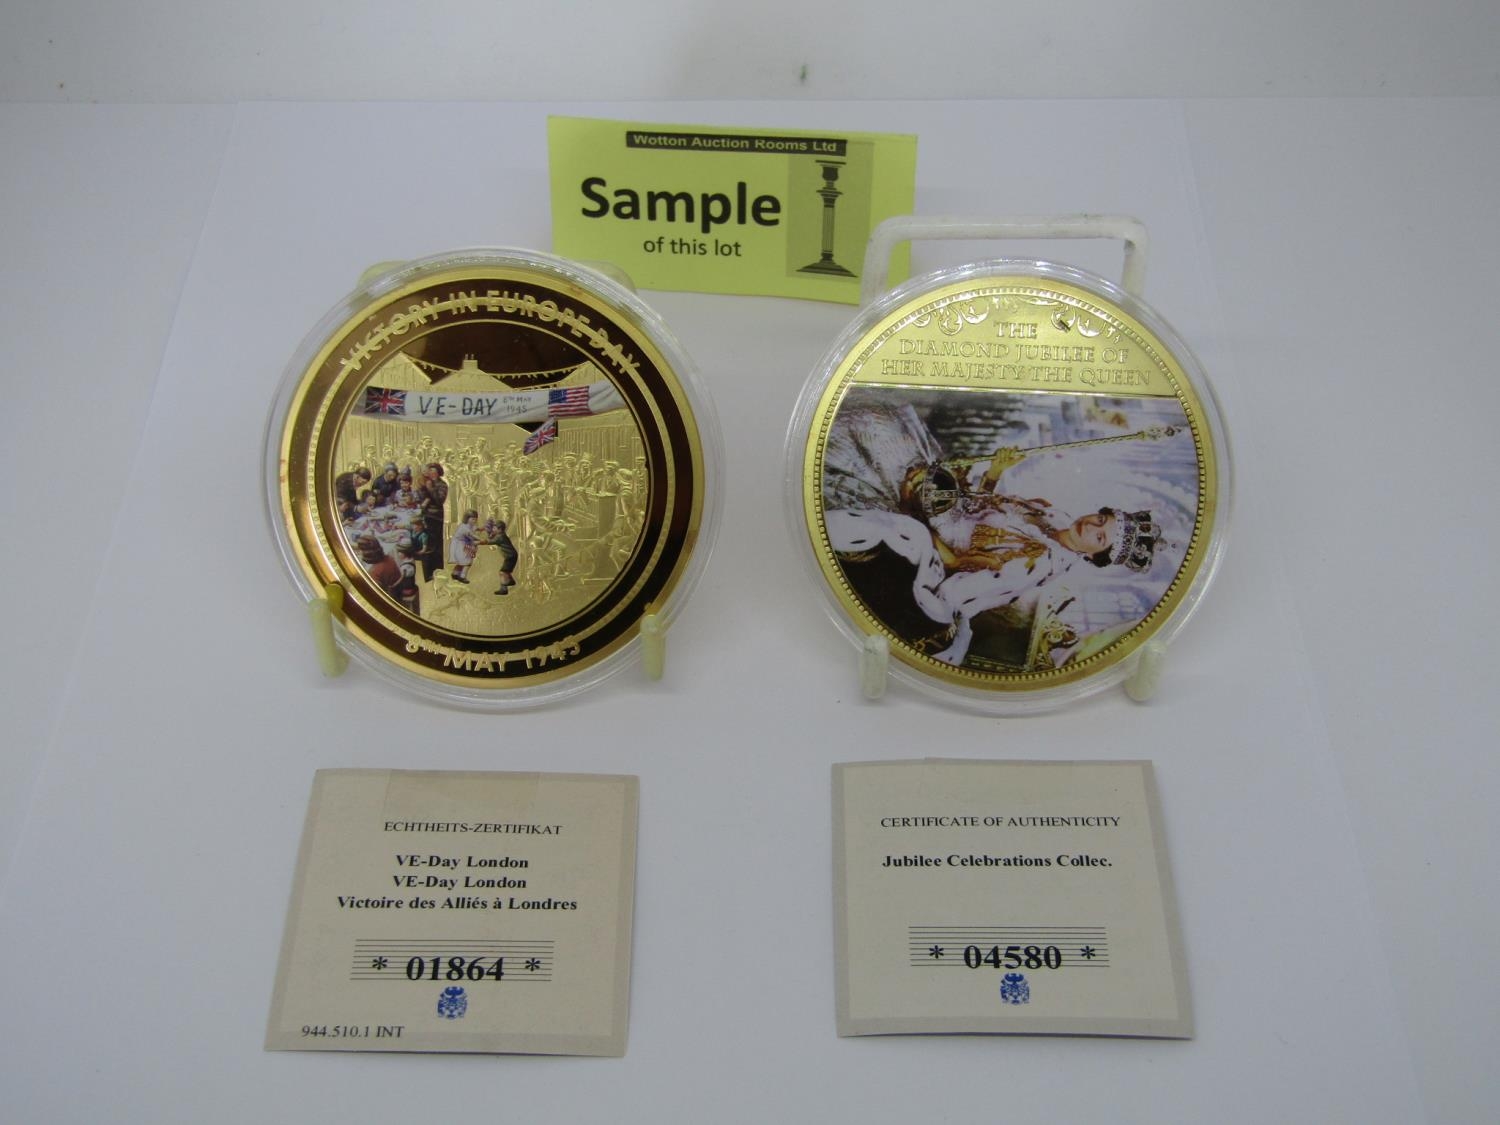 Wotton Auction Rooms Ltd
Sample
of this lot
VICTORY IN EUROPE DAY
VE-DAY 8TH MAY
1945
8TH MAY 1945
THE
DIAMOND JUBILEE OF
HER MAJESTY THE QUEEN
ECHTHEITS-ZERTIFIKAT
VE-Day London
VE-Day London
Victoire des Alliés à Londres
* 01864 *
944.510.1 INT
CERTIFICATE OF AUTHENTICITY
Jubilee Celebrations Collec.
* 04580 *